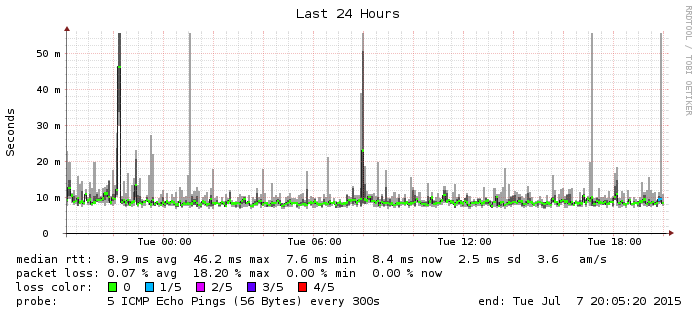 Last 24 Hours
RRDTOOL / TOBI OETIKER
Seconds
50 m
40 m
30 m
20 m
10 m
0
Tue 00:00 Tue 06:00 Tue 12:00 Tue 18:00
median rtt: 8.9 ms avg 46.2 ms max 7.6 ms min 8.4 ms now 2.5 ms sd 3.6 am/s
packet loss: 0.07 % avg 18.20 % max 0.00 % min 0.00 % now
loss color: 0 1/5 2/5 3/5 4/5
probe: 5 ICMP Echo Pings (56 Bytes) every 300s end: Tue Jul 7 20:05:20 2015